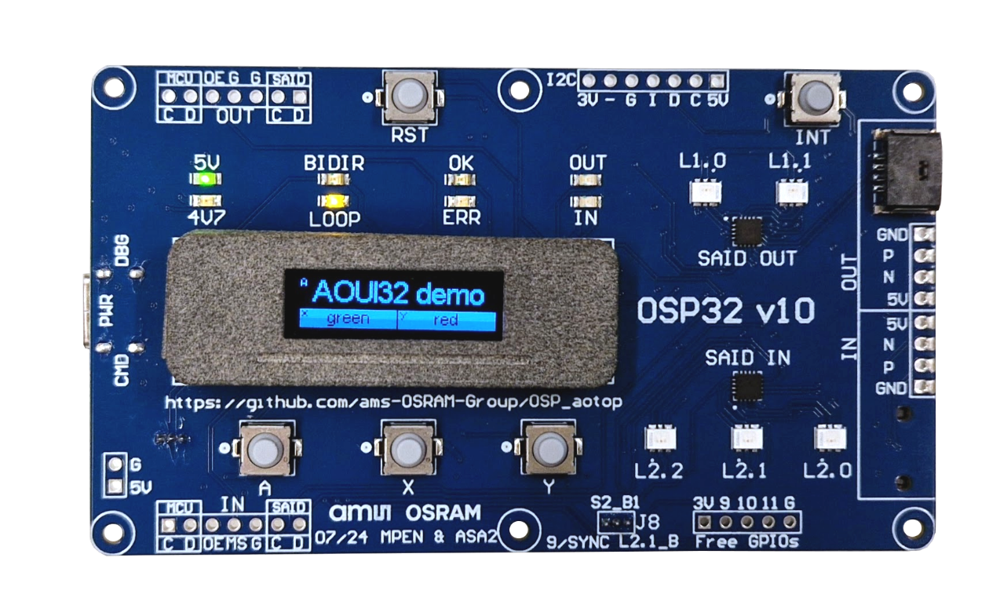 MCU OE G G SAID
C D OUT C D
RST
I2C
3V - G I D C 5V
INT
5V BIDIR OK OUT
4V7 LOOP ERR IN
L1.0 L1.1
SAID OUT
DBG
PWR
CMD
A AOUI32 demo
X green Y red
OSP32 v10
OUT
GND
P
N
5V
IN
5V
N
P
GND
SAID IN
https://github.com/ams-OSRAM-Group/OSP_aotop
L2.2 L2.1 L2.0
A X Y
G
5V
MCU IN SAID
C D OE MS G C D
amu OSRAM
07/24 MPEN & ASA2
S2_B1
J8
9/SYNC L2.1_B
3V 9 10 11 G
Free GPIOs